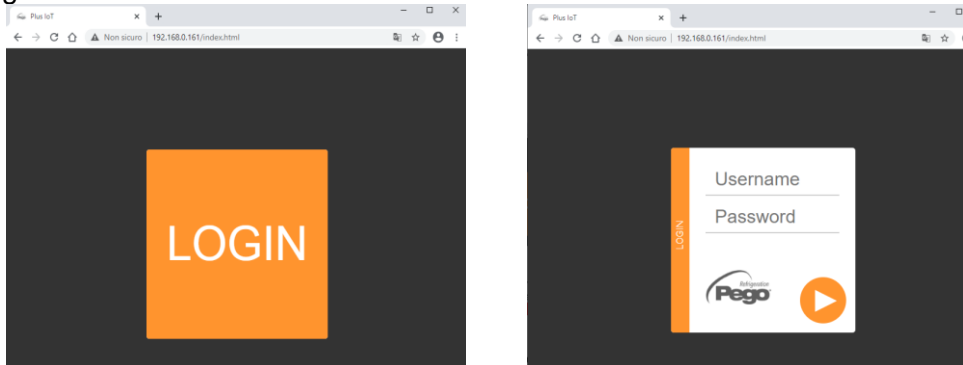 Plus IoT
Non sicuro | 192.168.0.161/index.html
LOGIN
Plus IoT
Non sicuro | 192.168.0.161/index.html
Username
Password
LOGIN
Pego